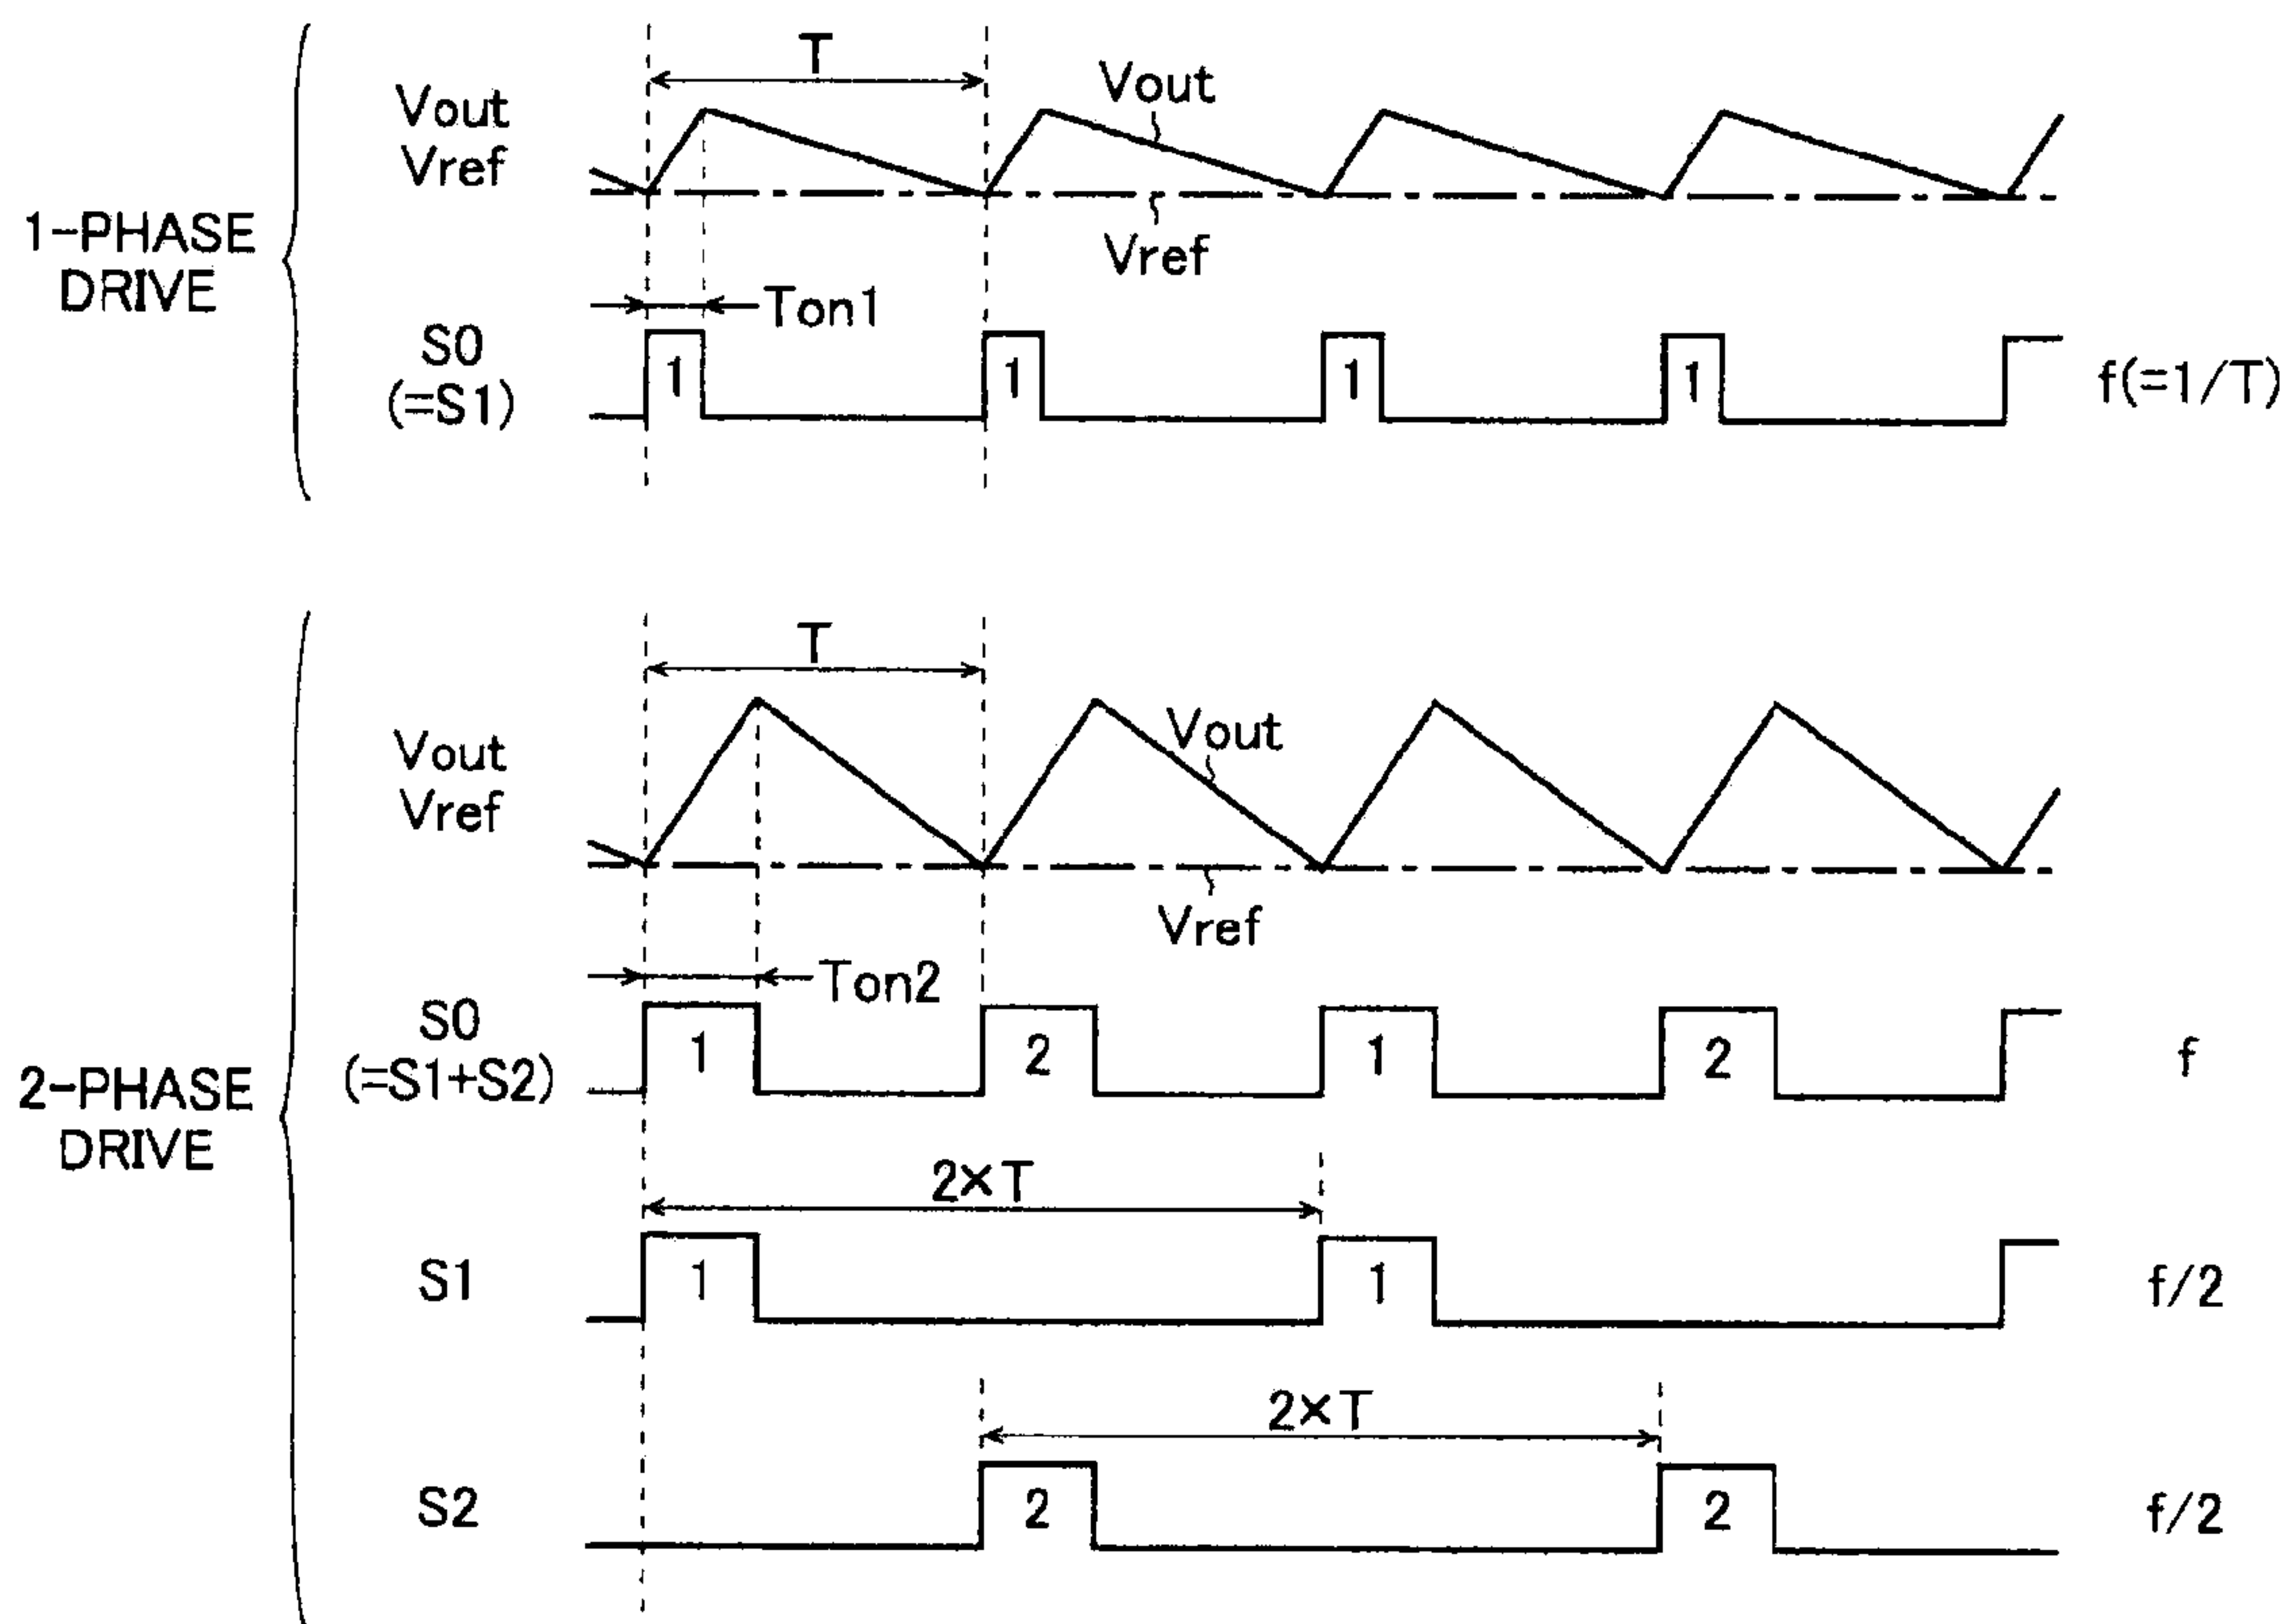 1-PHASE
DRIVE
T
Vout
Vref
Vout
Vref
Ton1
S0
(=S1)
1
1
1
1
f(=1/T)
2-PHASE
DRIVE
T
Vout
Vref
Vout
Vref
Ton2
S0
(=S1+S2)
1
2
1
2
f
2×T
S1
1
1
f/2
2×T
S2
2
2
f/2